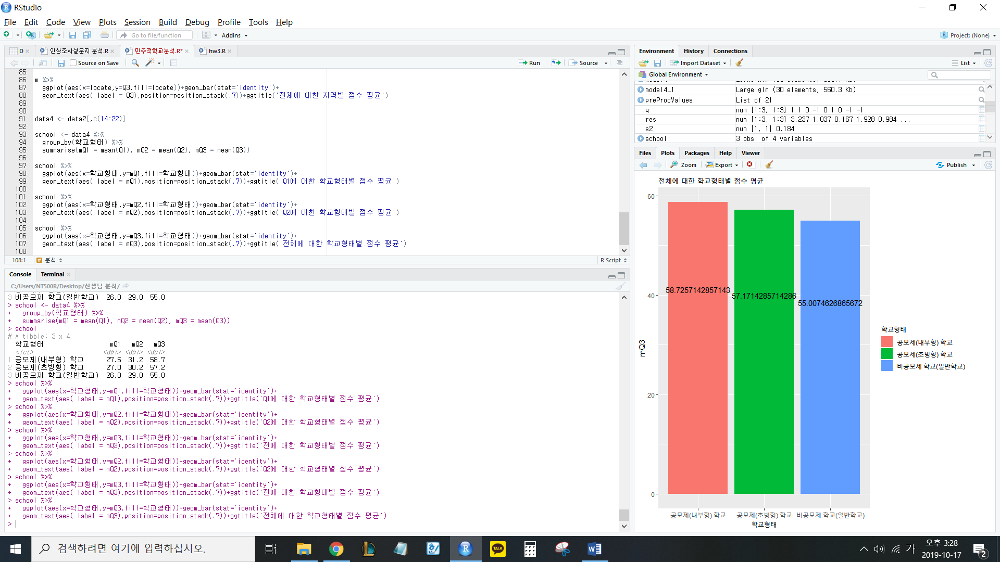 RStudio
File Edit Code View Plots Session Build Debug Profile Tools Help
Go to file/function Addins Project: (None)
D 인상조사설문지 분석.R 민주적학교분석.R* hw3.R
Source on Save Run Source
85
86 m %>%
87 ggplot(aes(x=locate,y=Q3,fill=locate))+geom_bar(stat='identity')+
88 geom_text(aes( label = Q3),position=position_stack(.7))+ggtitle('전체에 대한 지역별 점수 평균')
89
90
91 data4 <- data2[,c(14:22)]
92
93 school <- data4 %>%
94 group_by(학교형태) %>%
95 summarise(mQ1 = mean(Q1), mQ2 = mean(Q2), mQ3 = mean(Q3))
96
97 school %>%
98 ggplot(aes(x=학교형태,y=mQ1,fill=학교형태))+geom_bar(stat='identity')+
99 geom_text(aes( label = mQ1),position=position_stack(.7))+ggtitle('Q1에 대한 학교형태별 점수 평균')
100
101 school %>%
102 ggplot(aes(x=학교형태,y=mQ2,fill=학교형태))+geom_bar(stat='identity')+
103 geom_text(aes( label = mQ2),position=position_stack(.7))+ggtitle('Q2에 대한 학교형태별 점수 평균')
104
105 school %>%
106 ggplot(aes(x=학교형태,y=mQ3,fill=학교형태))+geom_bar(stat='identity')+
107 geom_text(aes( label = mQ3),position=position_stack(.7))+ggtitle('전체에 대한 학교형태별 점수 평균')
108
108:1 # 분석 R Script
Console Terminal
C:/Users/NT500R/Desktop/선생님 분석/
3 비공모제 학교(일반학교) 26.0 29.0 55.0
> school <- data4 %>%
+ group_by(학교형태) %>%
+ summarise(mQ1 = mean(Q1), mQ2 = mean(Q2), mQ3 = mean(Q3))
> school
# A tibble: 3 x 4
학교형태 mQ1 mQ2 mQ3
<fct> <dbl> <dbl> <dbl>
1 공모제(내부형) 학교 27.5 31.2 58.7
2 공모제(초빙형) 학교 27.0 30.2 57.2
3 비공모제 학교(일반학교) 26.0 29.0 55.0
> school %>%
+ ggplot(aes(x=학교형태,y=mQ1,fill=학교형태))+geom_bar(stat='identity')+
+ geom_text(aes( label = mQ1),position=position_stack(.7))+ggtitle('Q1에 대한 학교형태별 점수 평균')
> school %>%
+ ggplot(aes(x=학교형태,y=mQ2,fill=학교형태))+geom_bar(stat='identity')+
+ geom_text(aes( label = mQ2),position=position_stack(.7))+ggtitle('Q2에 대한 학교형태별 점수 평균')
> school %>%
+ ggplot(aes(x=학교형태,y=mQ3,fill=학교형태))+geom_bar(stat='identity')+
+ geom_text(aes( label = mQ3),position=position_stack(.7))+ggtitle('전에 대한 학교형태별 점수 평균')
> school %>%
+ ggplot(aes(x=학교형태,y=mQ2,fill=학교형태))+geom_bar(stat='identity')+
+ geom_text(aes( label = mQ2),position=position_stack(.7))+ggtitle('Q2에 대한 학교형태별 점수 평균')
> school %>%
+ ggplot(aes(x=학교형태,y=mQ3,fill=학교형태))+geom_bar(stat='identity')+
+ geom_text(aes( label = mQ3),position=position_stack(.7))+ggtitle('전에 대한 학교형태별 점수 평균')
> school %>%
+ ggplot(aes(x=학교형태,y=mQ3,fill=학교형태))+geom_bar(stat='identity')+
+ geom_text(aes( label = mQ3),position=position_stack(.7))+ggtitle('전체에 대한 학교형태별 점수 평균')
>
Environment History Connections
Import Dataset List
Global Environment
model4_1 Large glm (30 elements, 560.3 Kb)
preProcValues List of 21
q num [1:3, 1:3] 1 1 0 -1 0 1 0 -1 -1
res num [1:3, 1:3] 3.237 1.037 0.167 1.928 0.984 ...
s2 num [1, 1] 0.184
school 3 obs. of 4 variables
Files Plots Packages Help Viewer
Zoom Export Publish
전체에 대한 학교형태별 점수 평균
60
40
20
0
mQ3
58.7257142857143
57.1714285714286
55.0074626865672
공모제(내부형) 학교 공모제(초빙형) 학교 비공모제 학교(일반학교)
학교형태
학교형태
공모제(내부형) 학교
공모제(초빙형) 학교
비공모제 학교(일반학교)
검색하려면 여기에 입력하십시오.
R
TALK
가
오후 3:28
2019-10-17
2